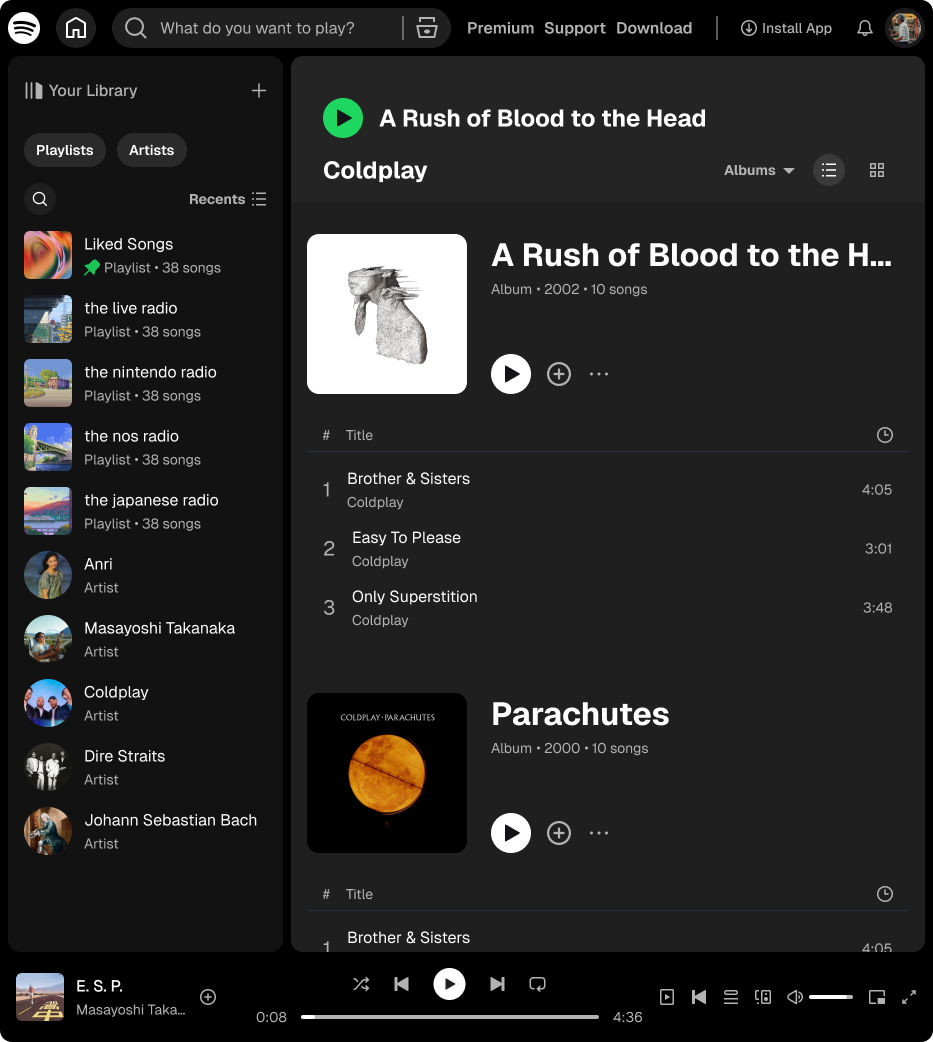 What do you want to play?
Premium Support Download
Install App
Your Library
Playlists Artists
Recents
Liked Songs
Playlist • 38 songs
the live radio
Playlist • 38 songs
the nintendo radio
Playlist • 38 songs
the nos radio
Playlist • 38 songs
the japanese radio
Playlist • 38 songs
Anri
Artist
Masayoshi Takanaka
Artist
Coldplay
Artist
Dire Straits
Artist
Johann Sebastian Bach
Artist
A Rush of Blood to the Head
Coldplay
Albums
A Rush of Blood to the H...
Album • 2002 • 10 songs
# Title
1 Brother & Sisters 4:05
Coldplay
2 Easy To Please 3:01
Coldplay
3 Only Superstition 3:48
Coldplay
COLDPLAY·PARACHUTES
Parachutes
Album • 2000 • 10 songs
# Title
1 Brother & Sisters 4:05
E. S. P.
Masayoshi Taka...
0:08 4:36